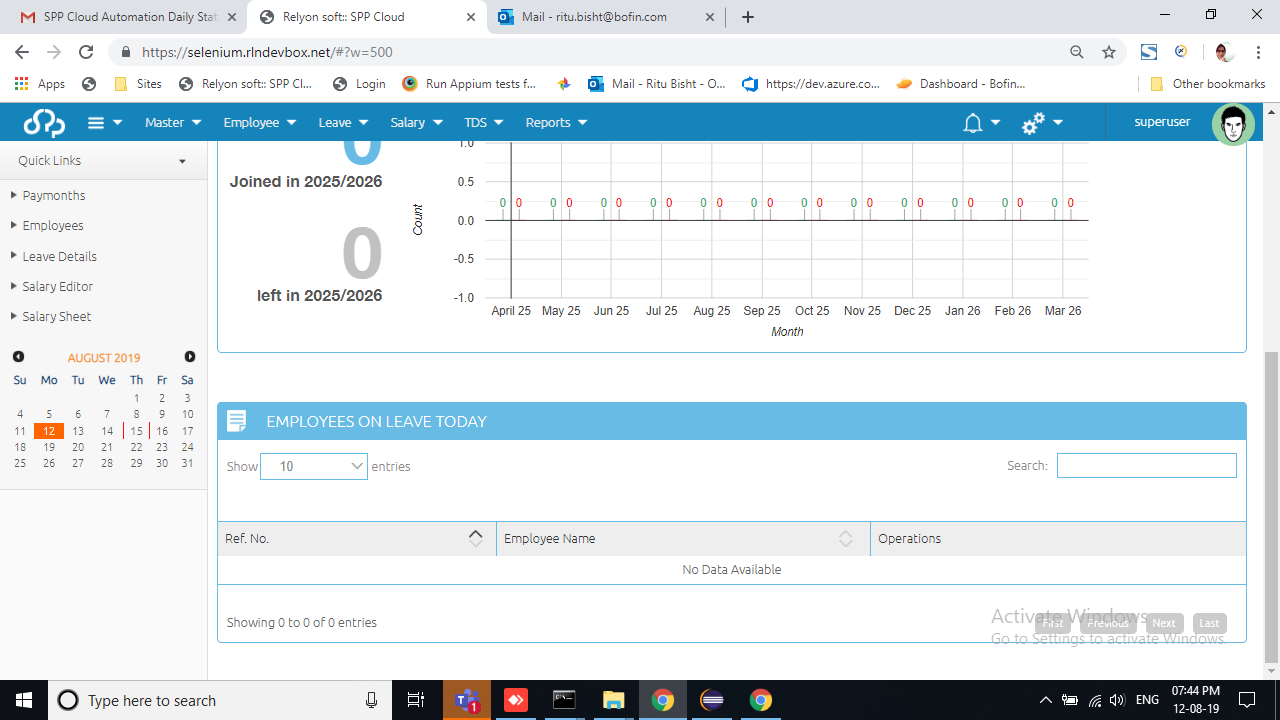 SPP Cloud Automation Daily Stat
Relyon soft:: SPP Cloud
Mail - ritu.bisht@bofin.com
https://selenium.rlndevbox.net/#?w=500
Apps
Sites
Relyon soft:: SPP Cl...
Login
Run Appium tests f...
Mail - Ritu Bisht - O...
https://dev.azure.co...
Dashboard - Bofin...
Other bookmarks
Master
Employee
Leave
Salary
TDS
Reports
superuser
Quick Links
Paymonths
Employees
Leave Details
Salary Editor
Salary Sheet
AUGUST 2019
Su Mo Tu We Th Fr Sa
1 2 3
4 5 6 7 8 9 10
11 12 13 14 15 16 17
18 19 20 21 22 23 24
25 26 27 28 29 30 31
0
Joined in 2025/2026
0
left in 2025/2026
Count
1.0
0.5
0.0
-0.5
-1.0
0 0 0 0 0 0 0 0 0 0 0 0 0 0 0 0 0 0 0 0 0 0 0 0
April 25 May 25 Jun 25 Jul 25 Aug 25 Sep 25 Oct 25 Nov 25 Dec 25 Jan 26 Feb 26 Mar 26
Month
EMPLOYEES ON LEAVE TODAY
Show 10 entries
Search:
Ref. No. Employee Name Operations
No Data Available
Showing 0 to 0 of 0 entries
First Previous Next Last
Activate Windows
Go to Settings to activate Windows.
Type here to search
1
ENG
07:44 PM
12-08-19